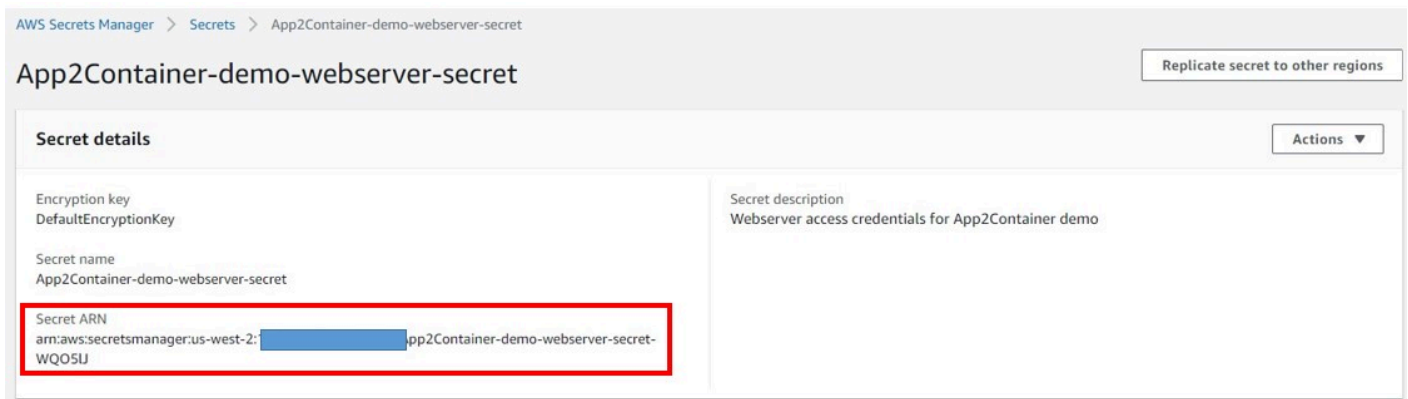 AWS Secrets Manager > Secrets > App2Container-demo-webserver-secret
App2Container-demo-webserver-secret
Replicate secret to other regions
Secret details
Actions ▼
Encryption key
DefaultEncryptionKey
Secret description
Webserver access credentials for App2Container demo
Secret name
App2Container-demo-webserver-secret
Secret ARN
arn:aws:secretsmanager:us-west-2: pp2Container-demo-webserver-secret-
WQO5IJ